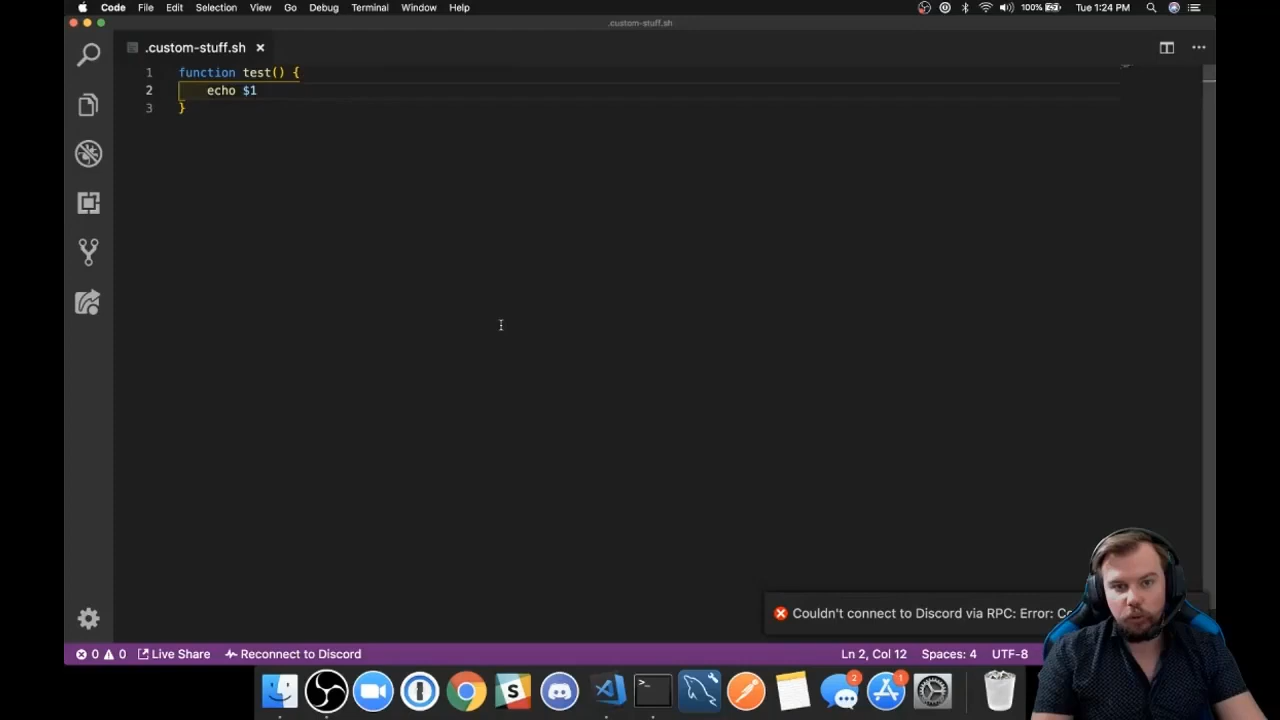 Code File Edit Selection View Go Debug Terminal Window Help 100% Tue 1:24 PM
.custom-stuff.sh
.custom-stuff.sh ×
1 function test() {
2 echo $1
3 }
Couldn't connect to Discord via RPC: Error: Co
0 0 Live Share Reconnect to Discord Ln 2, Col 12 Spaces: 4 UTF-8
>_ 2 1